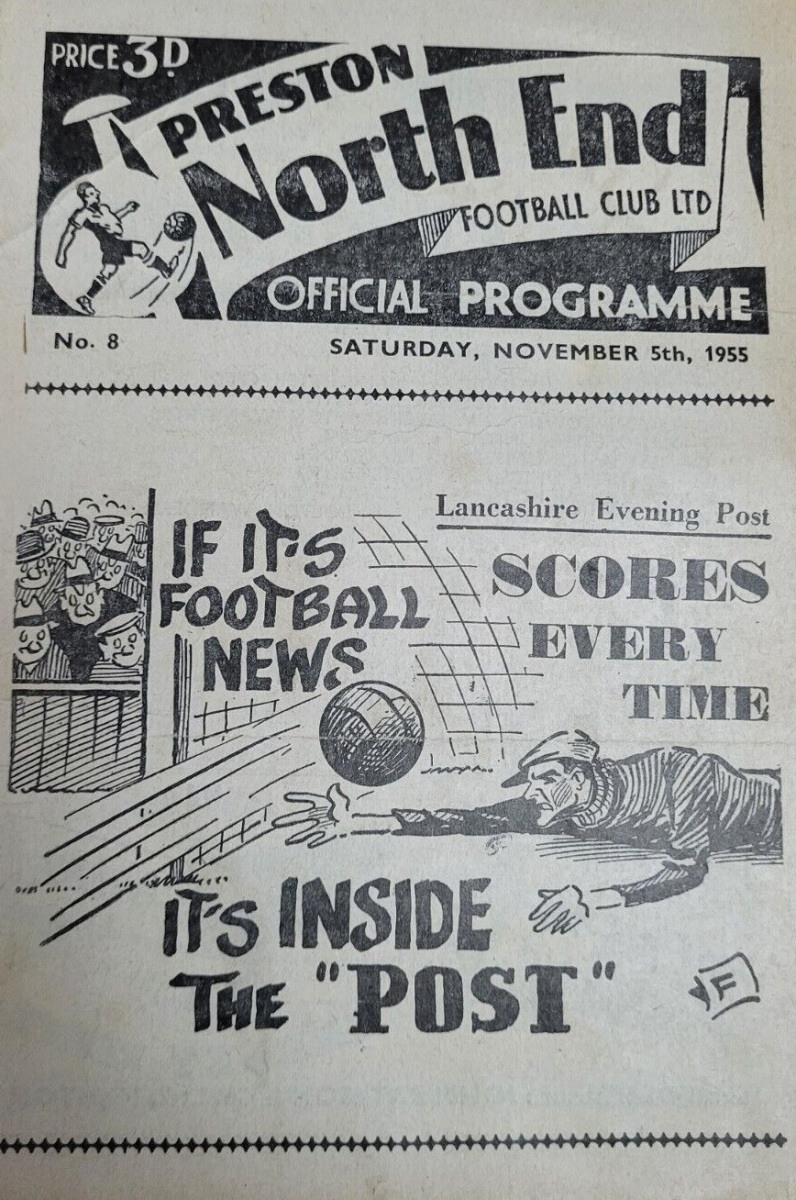 PRICE 3D
PRESTON
North End
FOOTBALL CLUB LTD
OFFICIAL PROGRAMME
No. 8
SATURDAY, NOVEMBER 5th, 1955
Lancashire Evening Post
SCORES
EVERY
TIME
IF IT'S
FOOTBALL
NEWS
IT'S INSIDE
THE "POST"
F